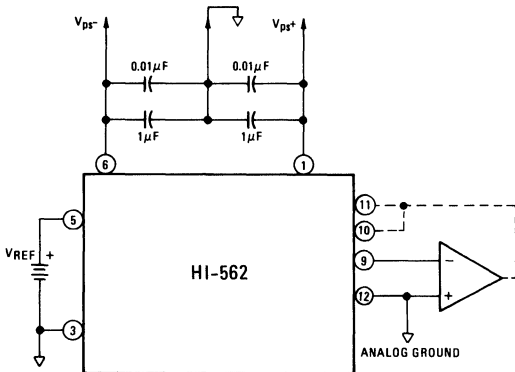 Vps- Vps+
0.01μF 0.01μF
1μF 1μF
6 1
5 11
10
VREF + HI-562 9 -
3 12 +
ANALOG GROUND